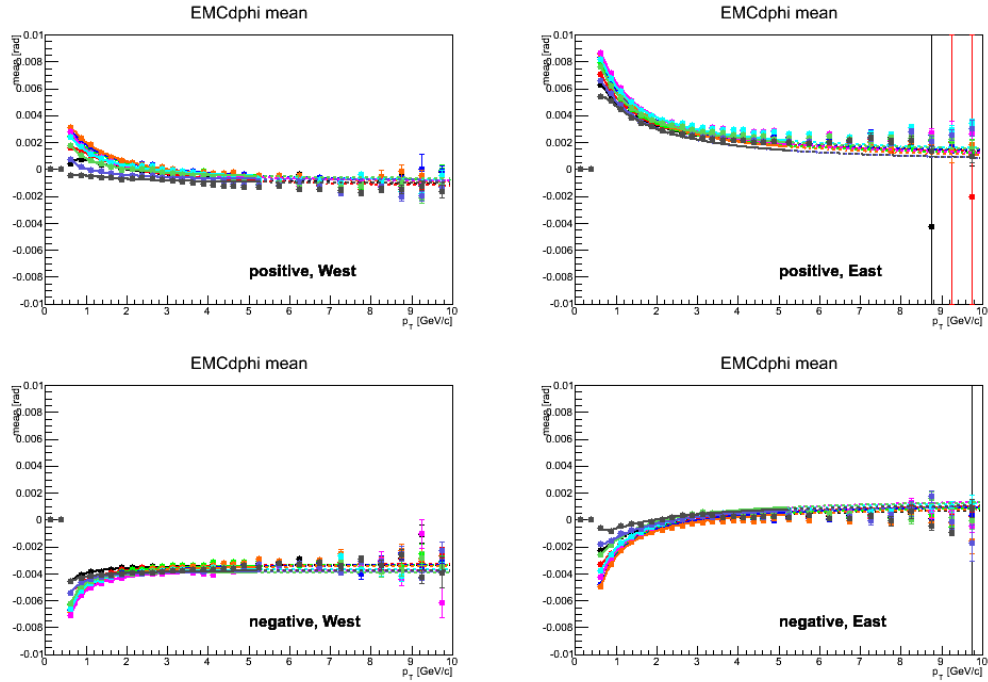 EMCdphi mean
EMCdphi mean
mean [rad]
0.01
0.008
0.006
0.004
0.002
0
-0.002
-0.004
-0.006
-0.008
-0.01
positive, West
0 1 2 3 4 5 6 7 8 9 10
p_T [GeV/c]
mean [rad]
0.01
0.008
0.006
0.004
0.002
0
-0.002
-0.004
-0.006
-0.008
-0.01
positive, East
0 1 2 3 4 5 6 7 8 9 10
p_T [GeV/c]
EMCdphi mean
EMCdphi mean
mean [rad]
0.01
0.008
0.006
0.004
0.002
0
-0.002
-0.004
-0.006
-0.008
-0.01
negative, West
0 1 2 3 4 5 6 7 8 9 10
p_T [GeV/c]
mean [rad]
0.01
0.008
0.006
0.004
0.002
0
-0.002
-0.004
-0.006
-0.008
-0.01
negative, East
0 1 2 3 4 5 6 7 8 9 10
p_T [GeV/c]